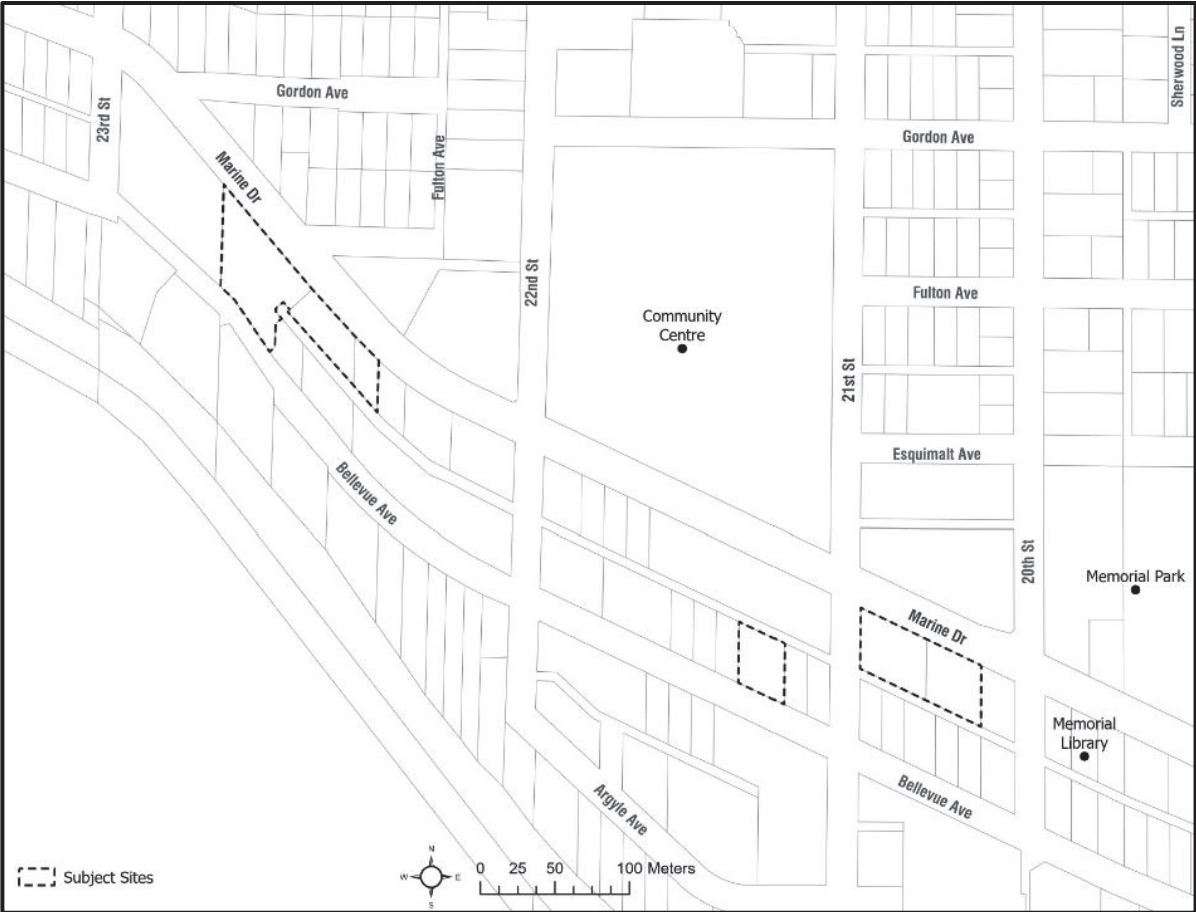 Sherwood Ln
Gordon Ave
23rd St
Gordon Ave
Fulton Ave
Marine Dr
22nd St
Fulton Ave
Community
Centre
21st St
Esquimalt Ave
Bellevue Ave
20th St
Memorial Park
Marine Dr
Memorial
Library
Bellevue Ave
Argyle Ave
Subject Sites
N
W E
S
0 25 50 100 Meters